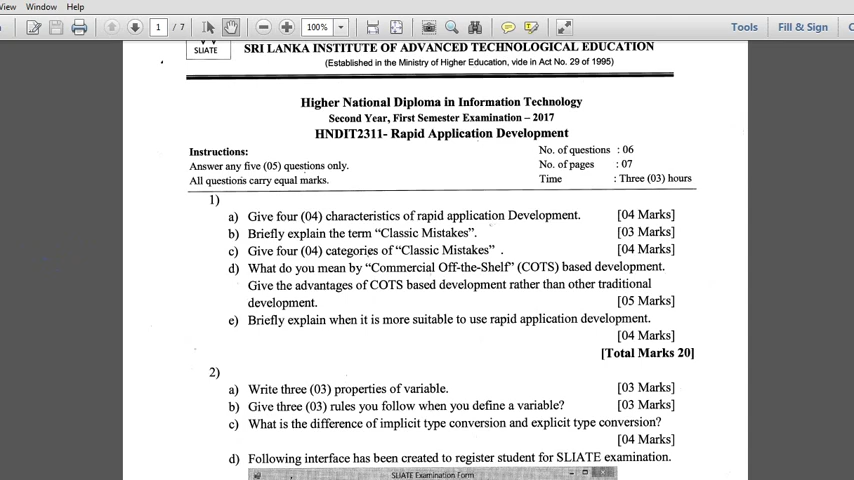 View Window Help
1 / 7 100% Tools Fill & Sign
SLIATE
SRI LANKA INSTITUTE OF ADVANCED TECHNOLOGICAL EDUCATION
(Established in the Ministry of Higher Education, vide in Act No. 29 of 1995)
Higher National Diploma in Information Technology
Second Year, First Semester Examination – 2017
HNDIT2311- Rapid Application Development
Instructions: No. of questions : 06
Answer any five (05) questions only. No. of pages : 07
All questions carry equal marks. Time : Three (03) hours
1)
a) Give four (04) characteristics of rapid application Development. [04 Marks]
b) Briefly explain the term “Classic Mistakes”. [03 Marks]
c) Give four (04) categories of “Classic Mistakes” . [04 Marks]
d) What do you mean by “Commercial Off-the-Shelf” (COTS) based development.
Give the advantages of COTS based development rather than other traditional
development. [05 Marks]
e) Briefly explain when it is more suitable to use rapid application development.
[04 Marks]
[Total Marks 20]
2)
a) Write three (03) properties of variable. [03 Marks]
b) Give three (03) rules you follow when you define a variable? [03 Marks]
c) What is the difference of implicit type conversion and explicit type conversion?
[04 Marks]
d) Following interface has been created to register student for SLIATE examination.
SLIATE Examination Form